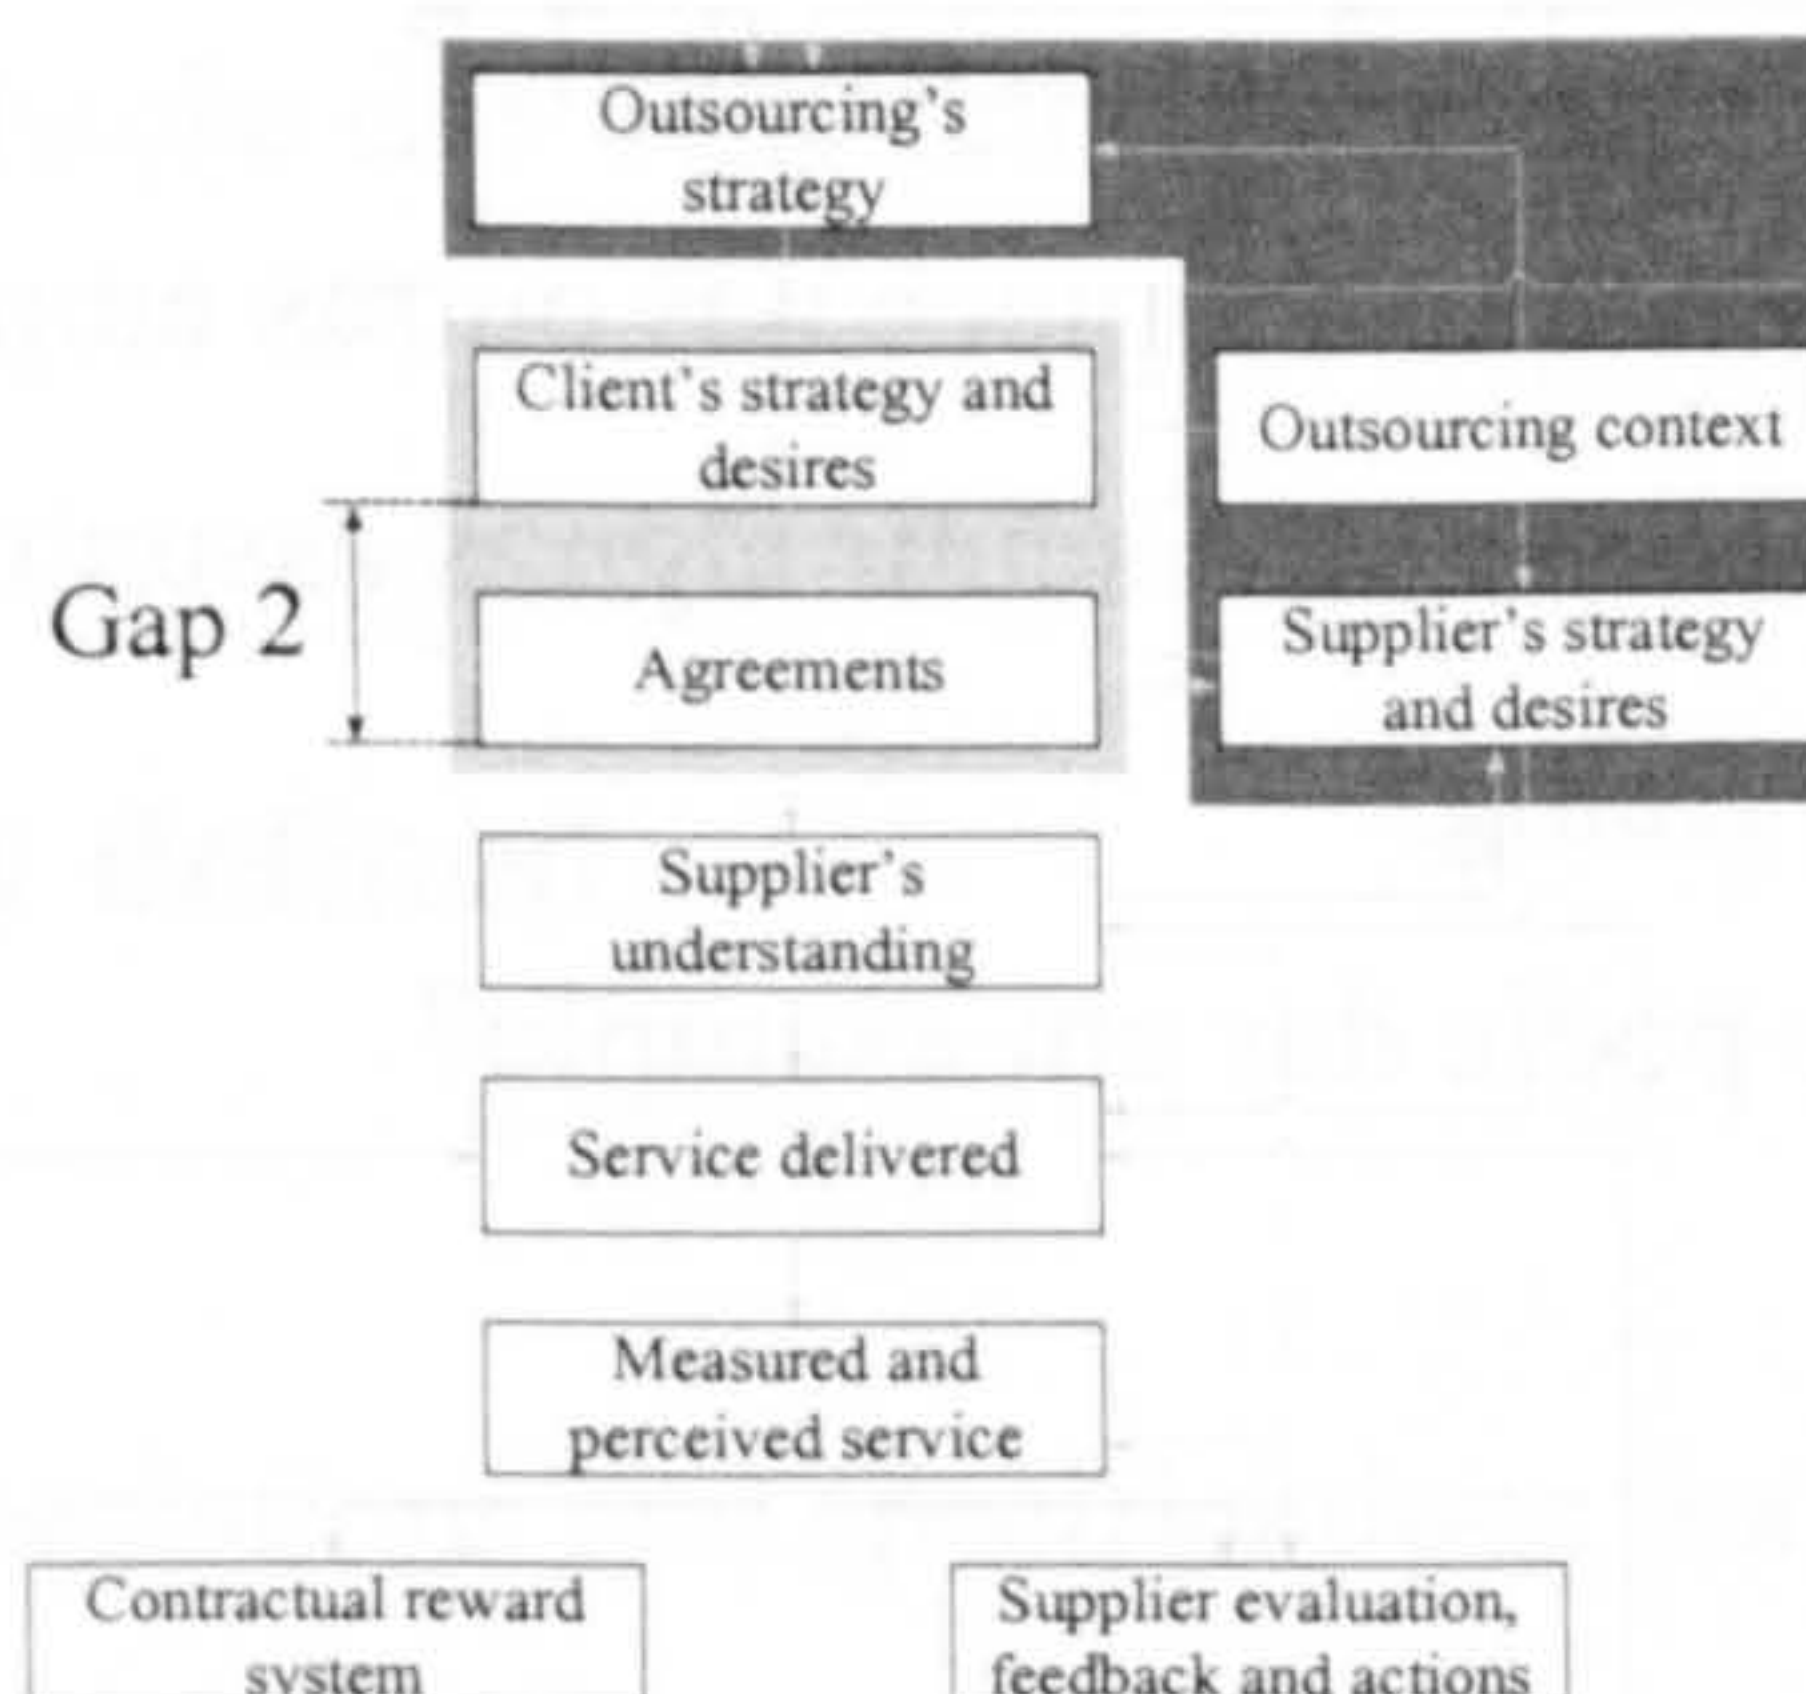 Outsourcing's
strategy
Client's strategy and
desires
Outsourcing context
Gap 2
Agreements
Supplier's strategy
and desires
Supplier's
understanding
Service delivered
Measured and
perceived service
Contractual reward
system
Supplier evaluation,
feedback and actions